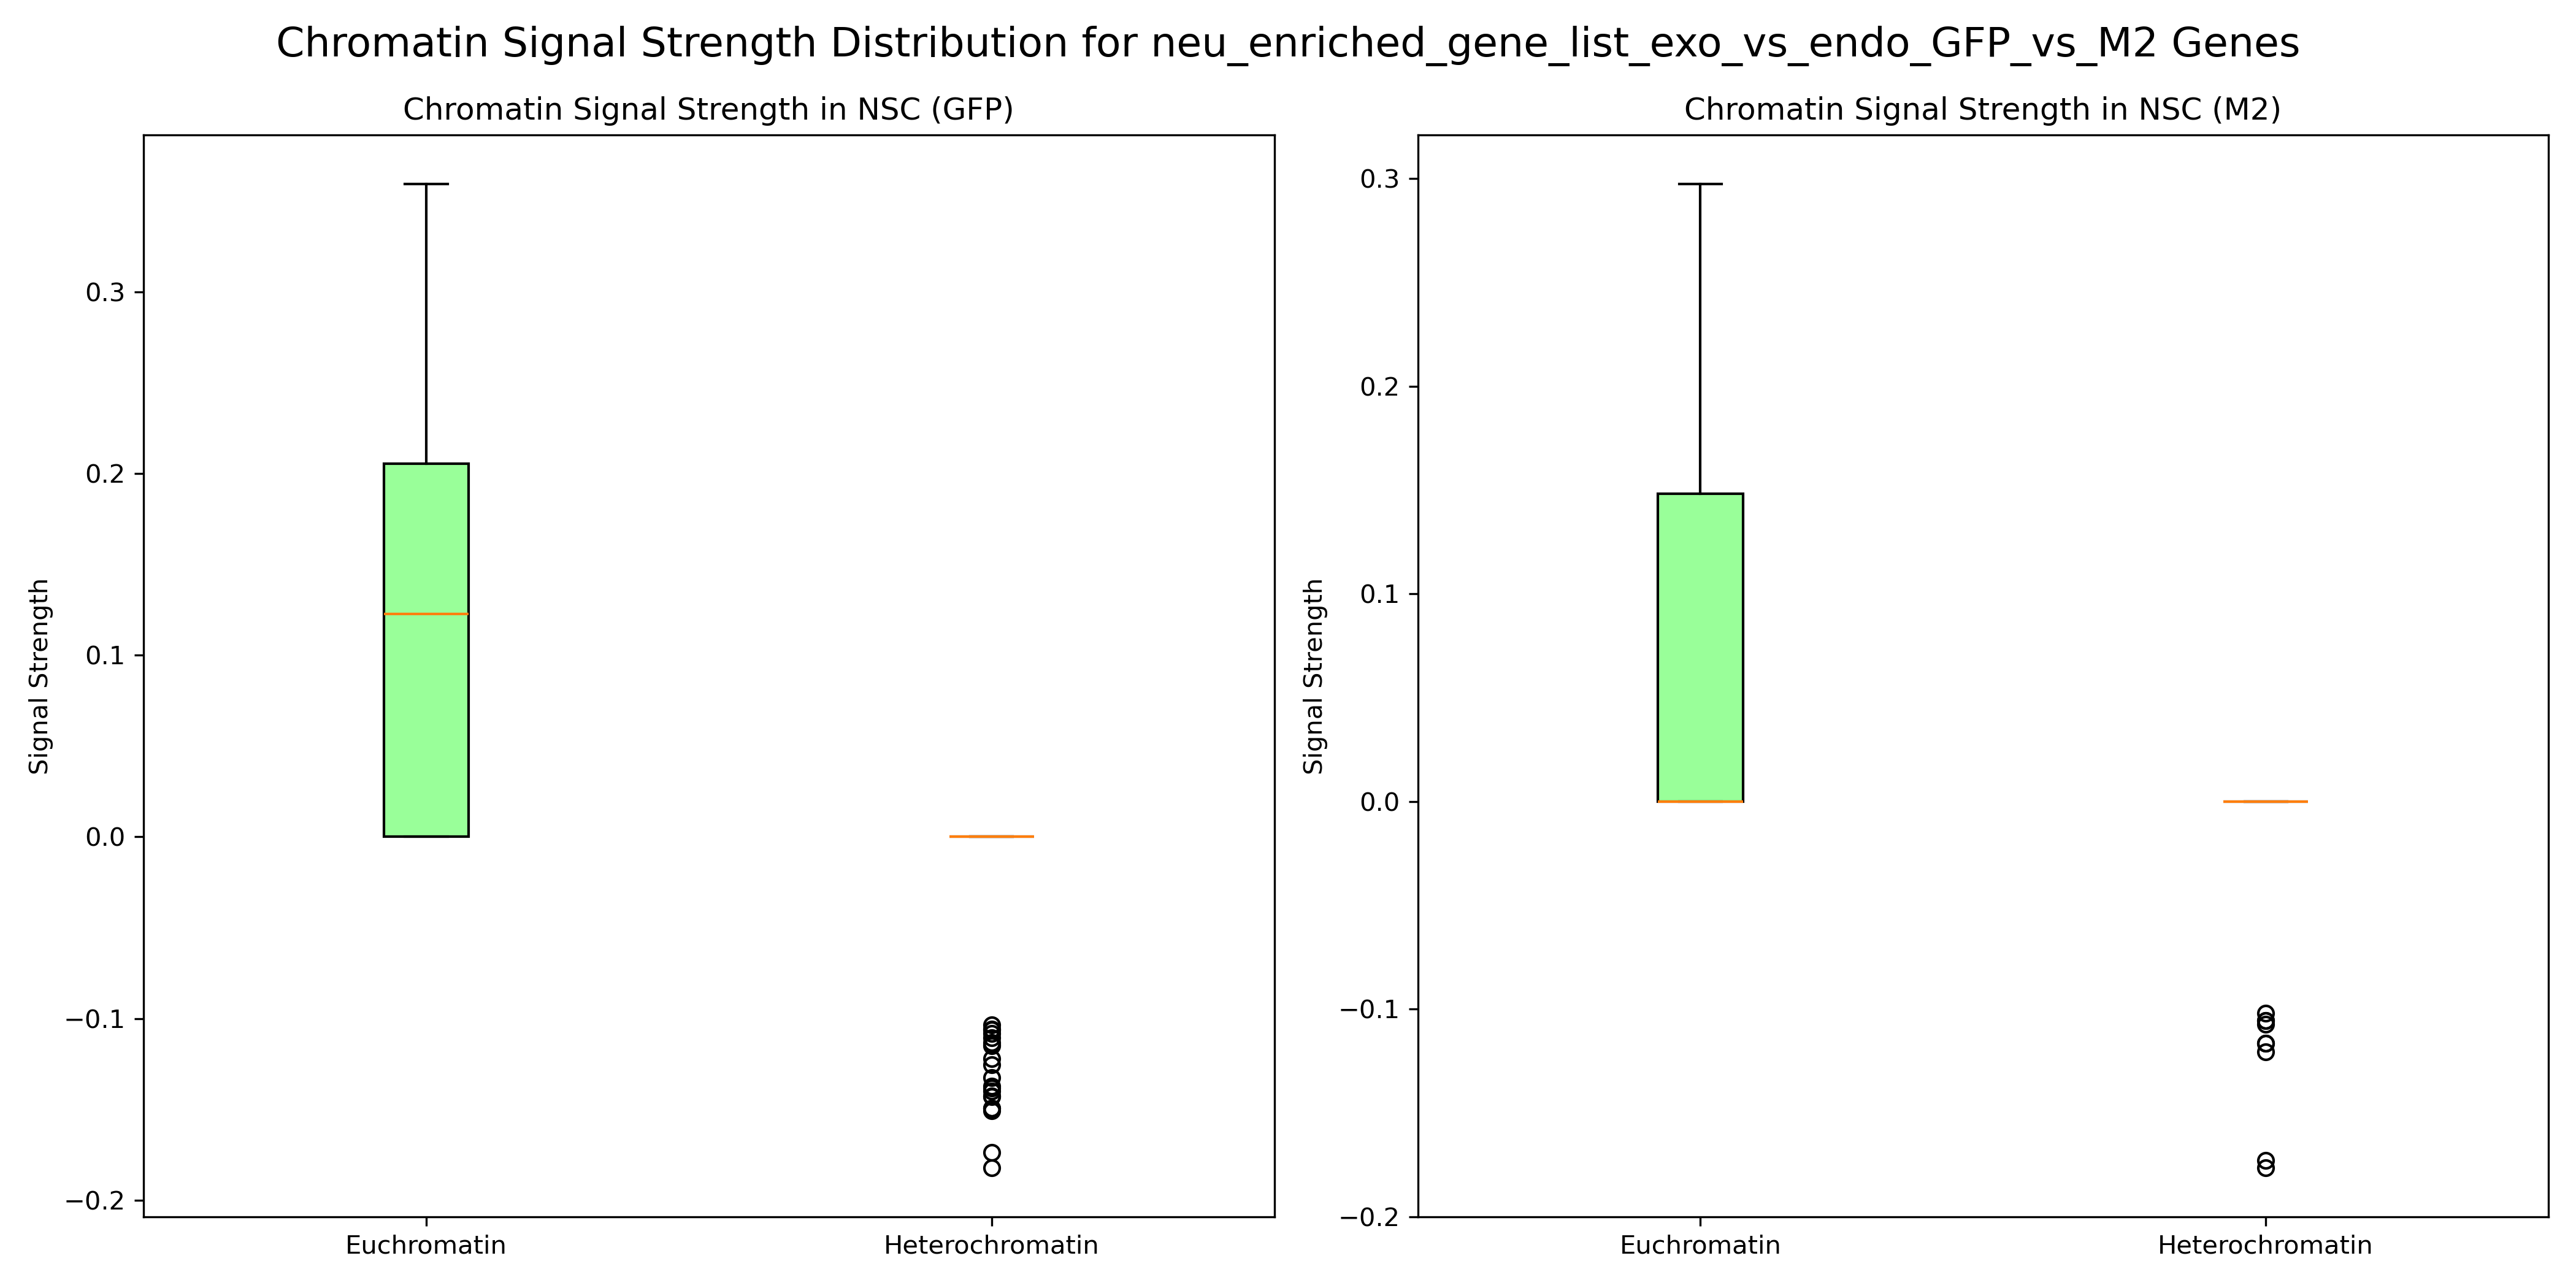 Chromatin Signal Strength Distribution for neu_enriched_gene_list_exo_vs_endo_GFP_vs_M2 Genes
Chromatin Signal Strength in NSC (GFP)
Signal Strength
0.3
0.2
0.1
0.0
−0.1
−0.2
Euchromatin
Heterochromatin
Chromatin Signal Strength in NSC (M2)
Signal Strength
0.3
0.2
0.1
0.0
−0.1
−0.2
Euchromatin
Heterochromatin